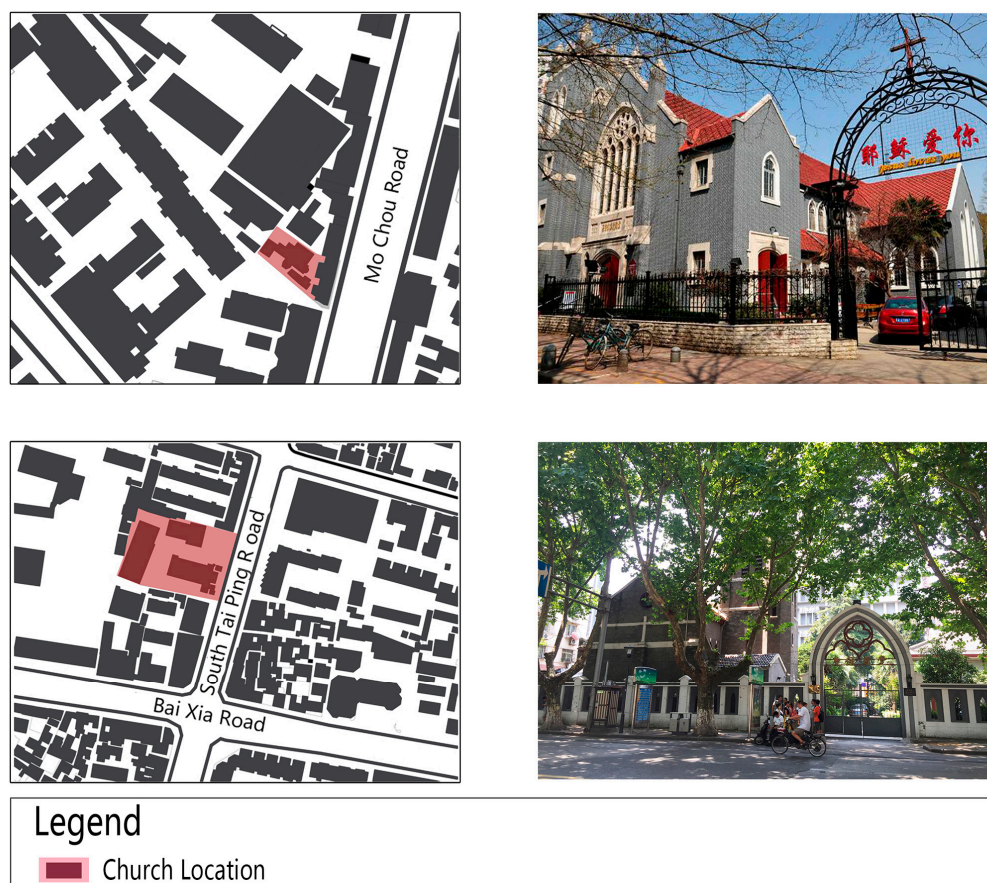 Mo Chou Road
耶稣爱你
Jesus loves you
South Tai Ping R oad
Bai Xia Road
Legend
Church Location